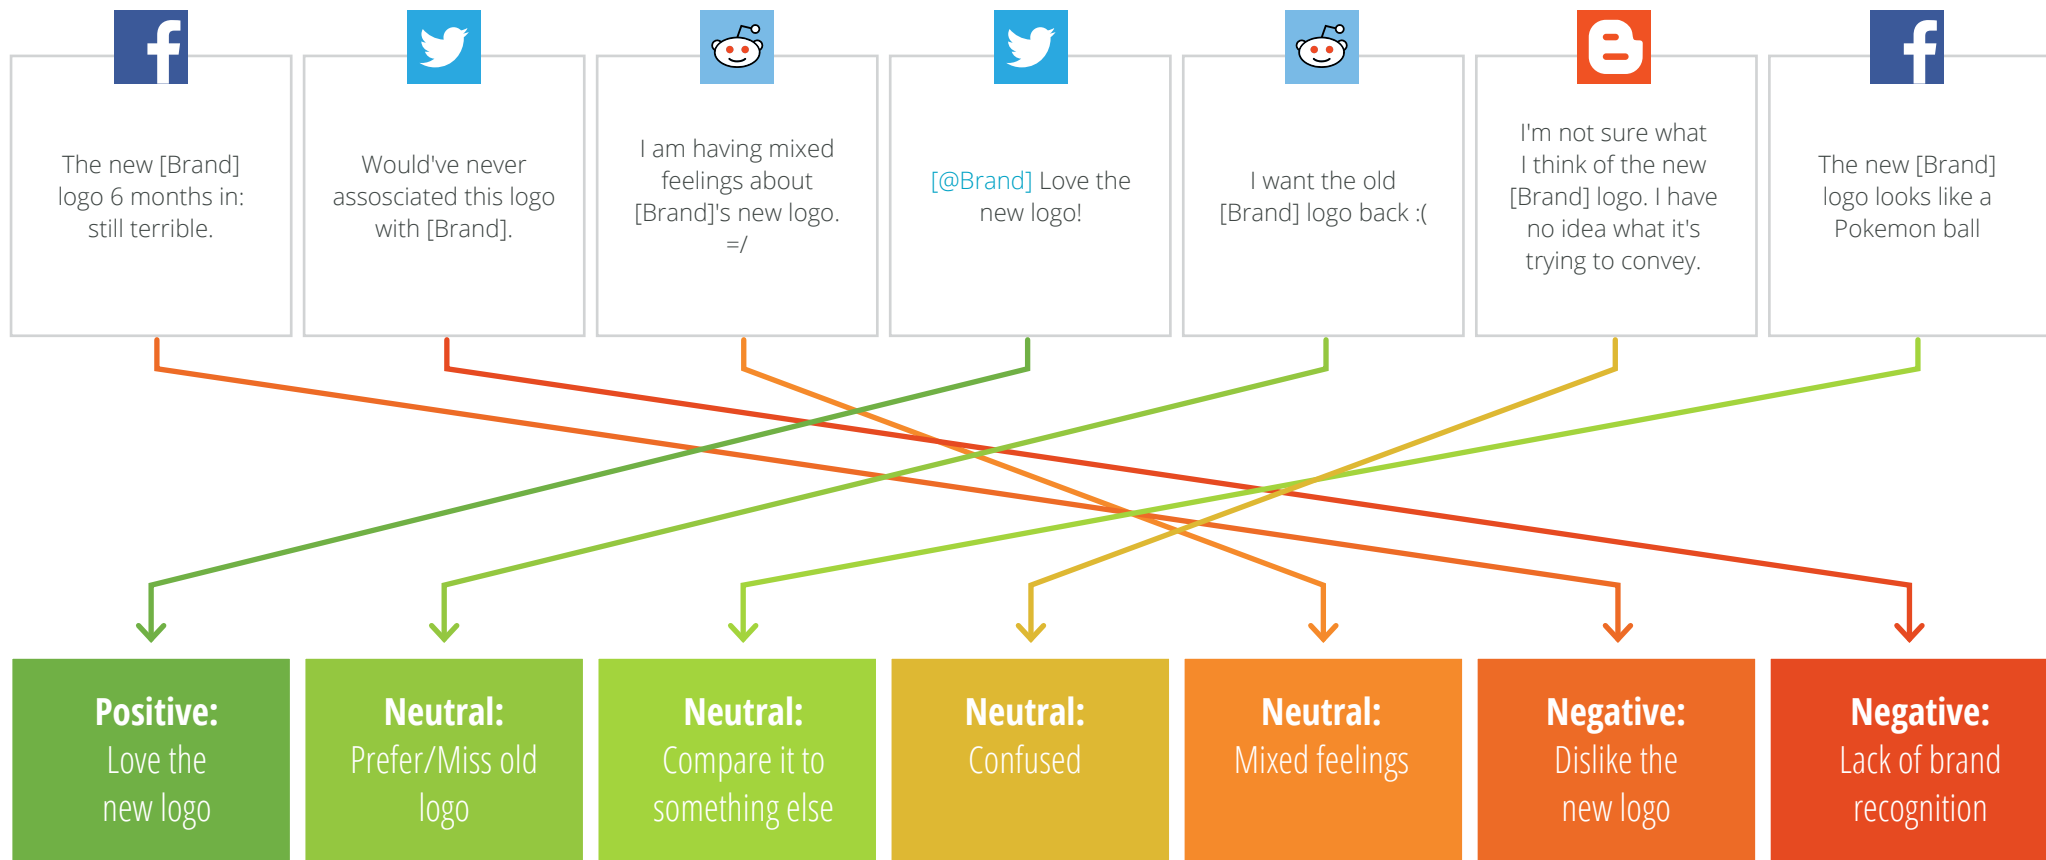 The new [Brand]
logo 6 months in:
still terrible.
Would've never
assosciated this logo
with [Brand].
I am having mixed
feelings about
[Brand]'s new logo.
=/
[@Brand] Love the
new logo!
I want the old
[Brand] logo back :(
I'm not sure what
I think of the new
[Brand] logo. I have
no idea what it's
trying to convey.
The new [Brand]
logo looks like a
Pokemon ball
Positive:
Love the
new logo
Neutral:
Prefer/Miss old
logo
Neutral:
Compare it to
something else
Neutral:
Confused
Neutral:
Mixed feelings
Negative:
Dislike the
new logo
Negative:
Lack of brand
recognition